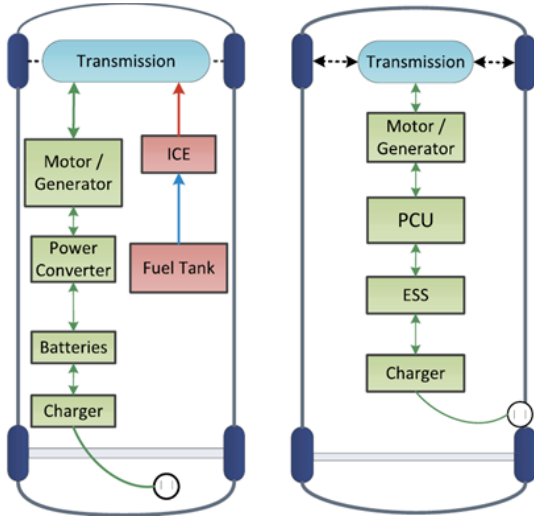 Transmission
Motor /
Generator
ICE
Power
Converter
Fuel Tank
Batteries
Charger
Transmission
Motor /
Generator
PCU
ESS
Charger